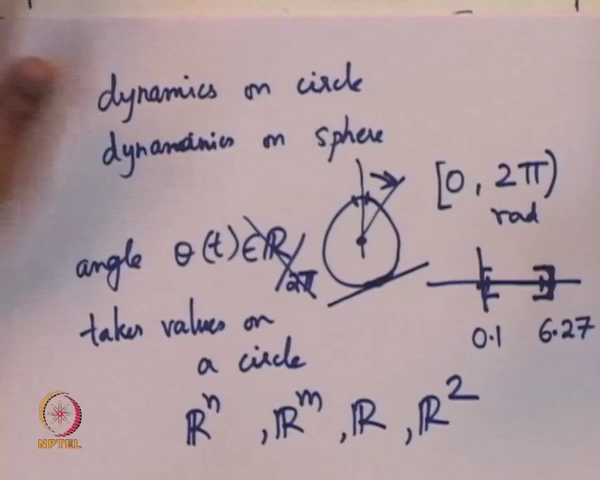 dynamics on circle
dynamanics on sphere
[0, 2π)
rad
angle θ(t) ∈ ℝ/2π
takes values on
a circle
0.1 6.27
ℝⁿ, ℝᵐ, ℝ, ℝ²
NPTEL